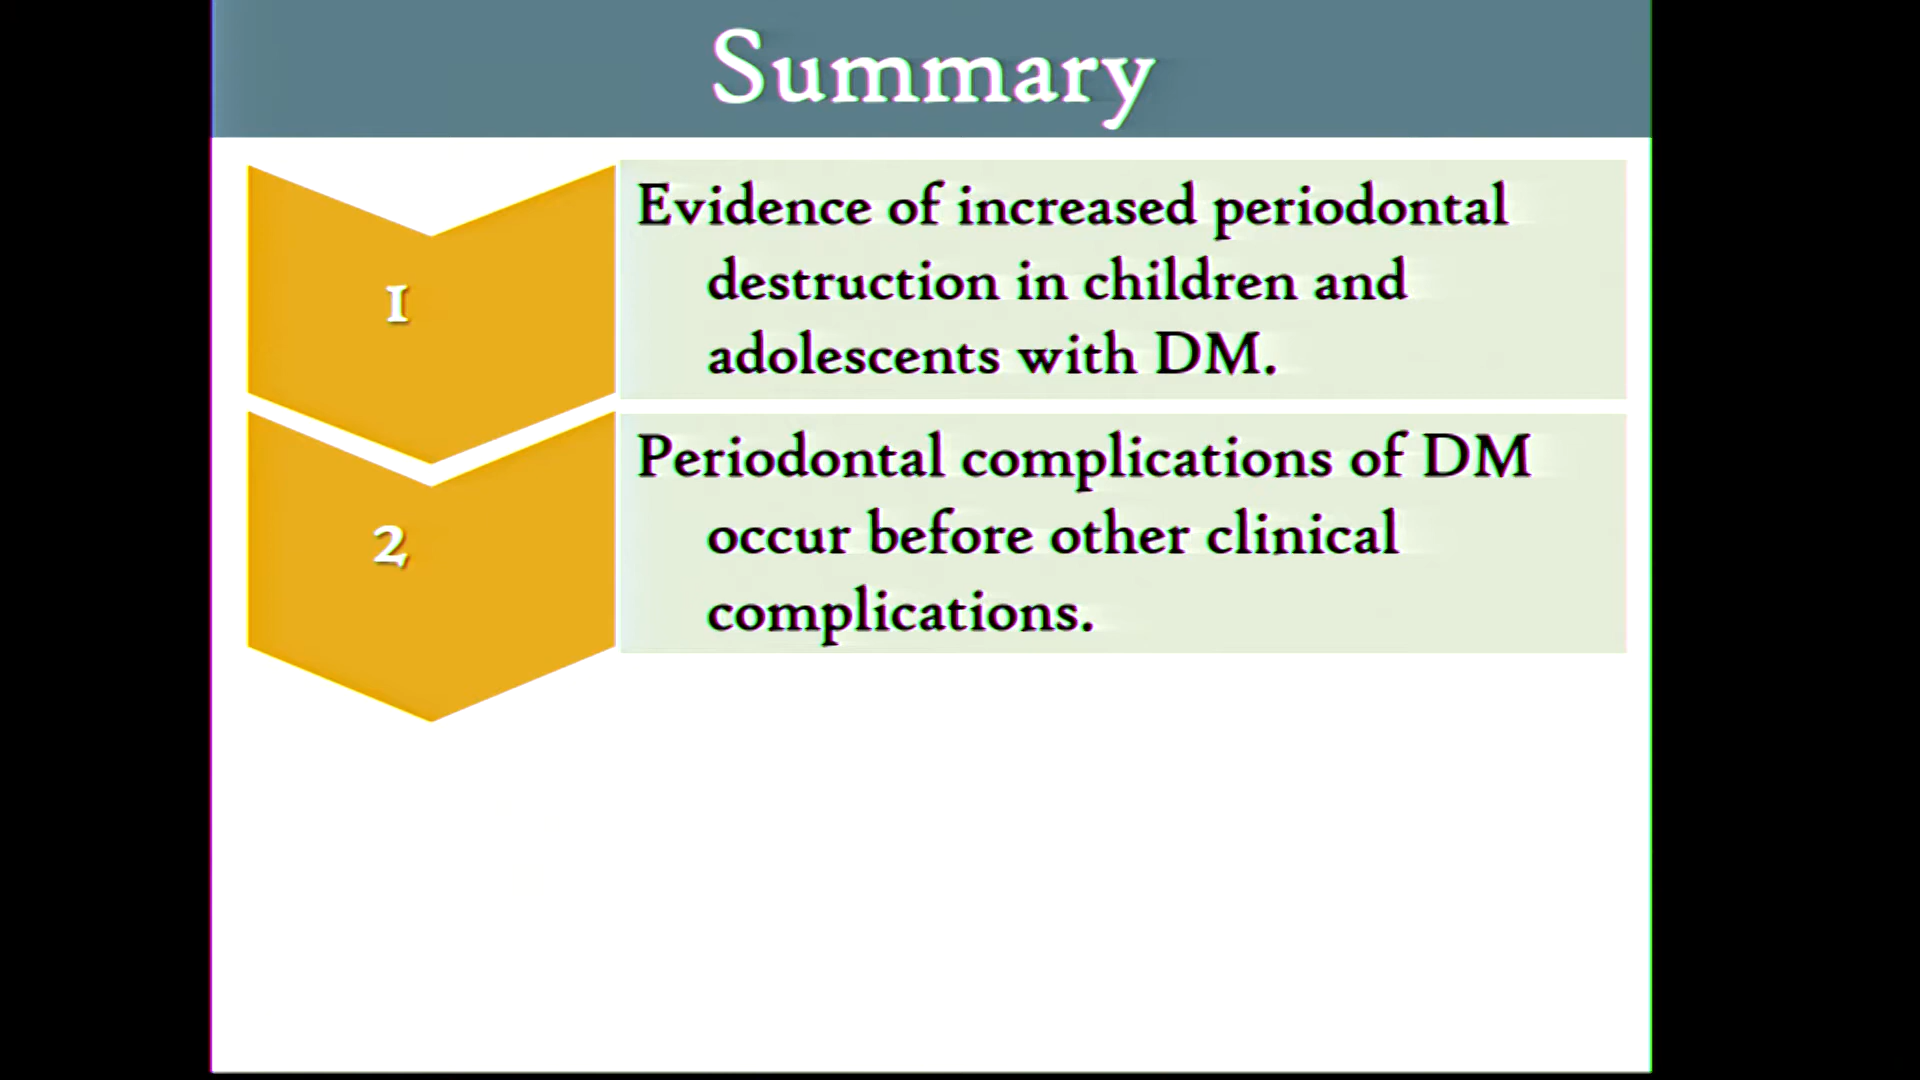 Summary
1
Evidence of increased periodontal
destruction in children and
adolescents with DM.
2
Periodontal complications of DM
occur before other clinical
complications.